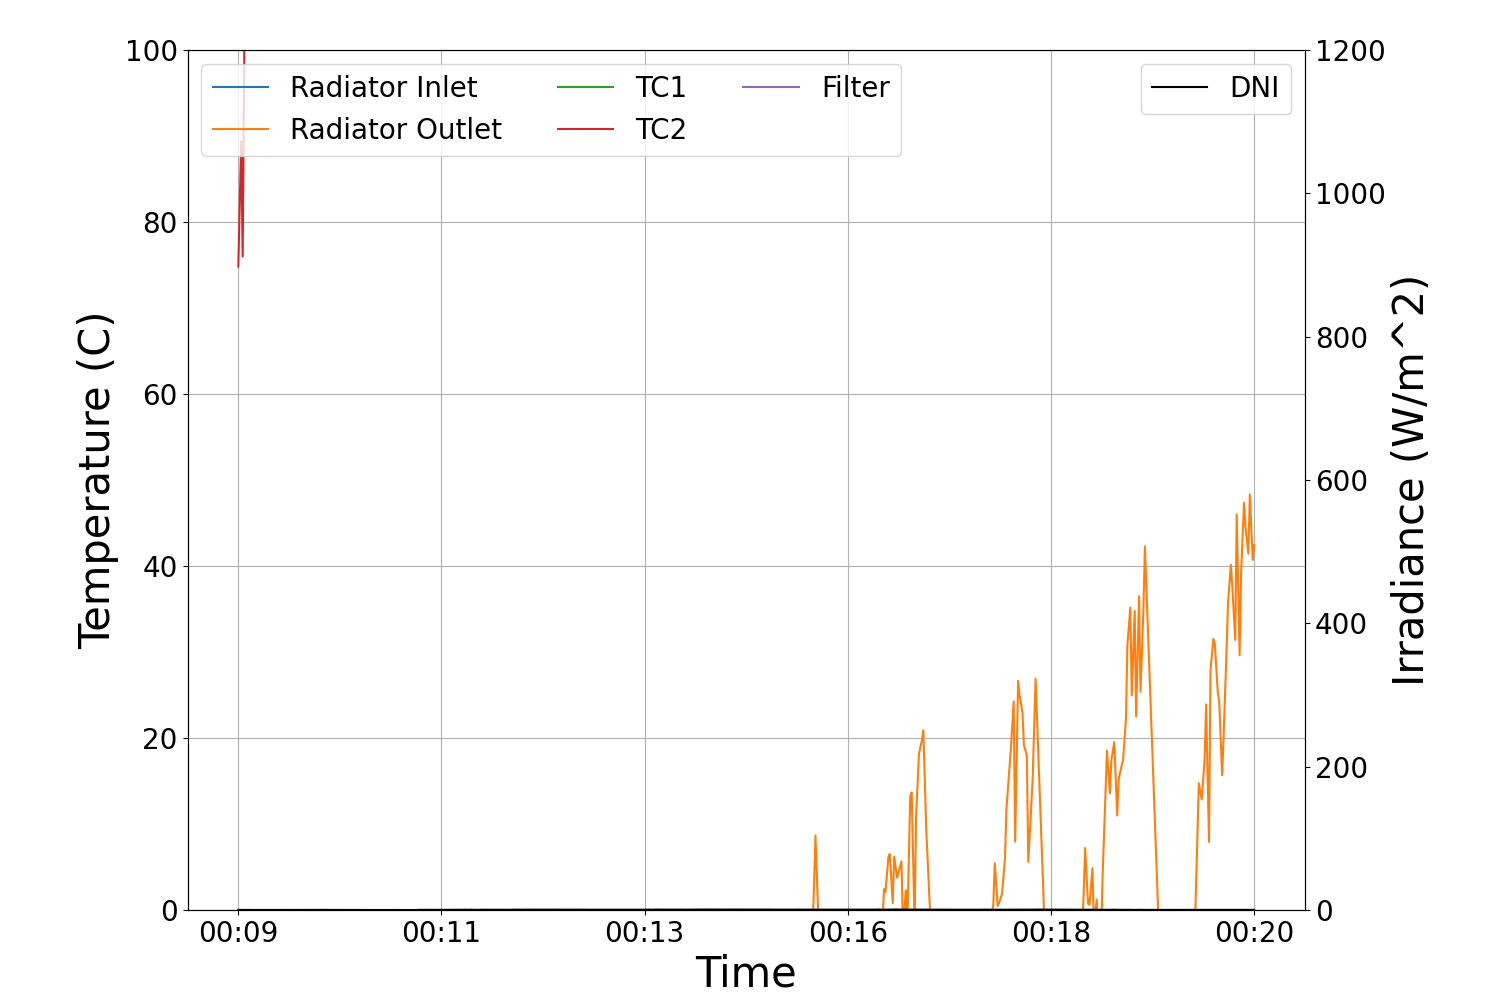 Radiator Inlet
Radiator Outlet
TC1
TC2
Filter
DNI
100
80
60
40
20
0
Temperature (C)
1200
1000
800
600
400
200
0
Irradiance (W/m^2)
00:09 00:11 00:13 00:16 00:18 00:20
Time